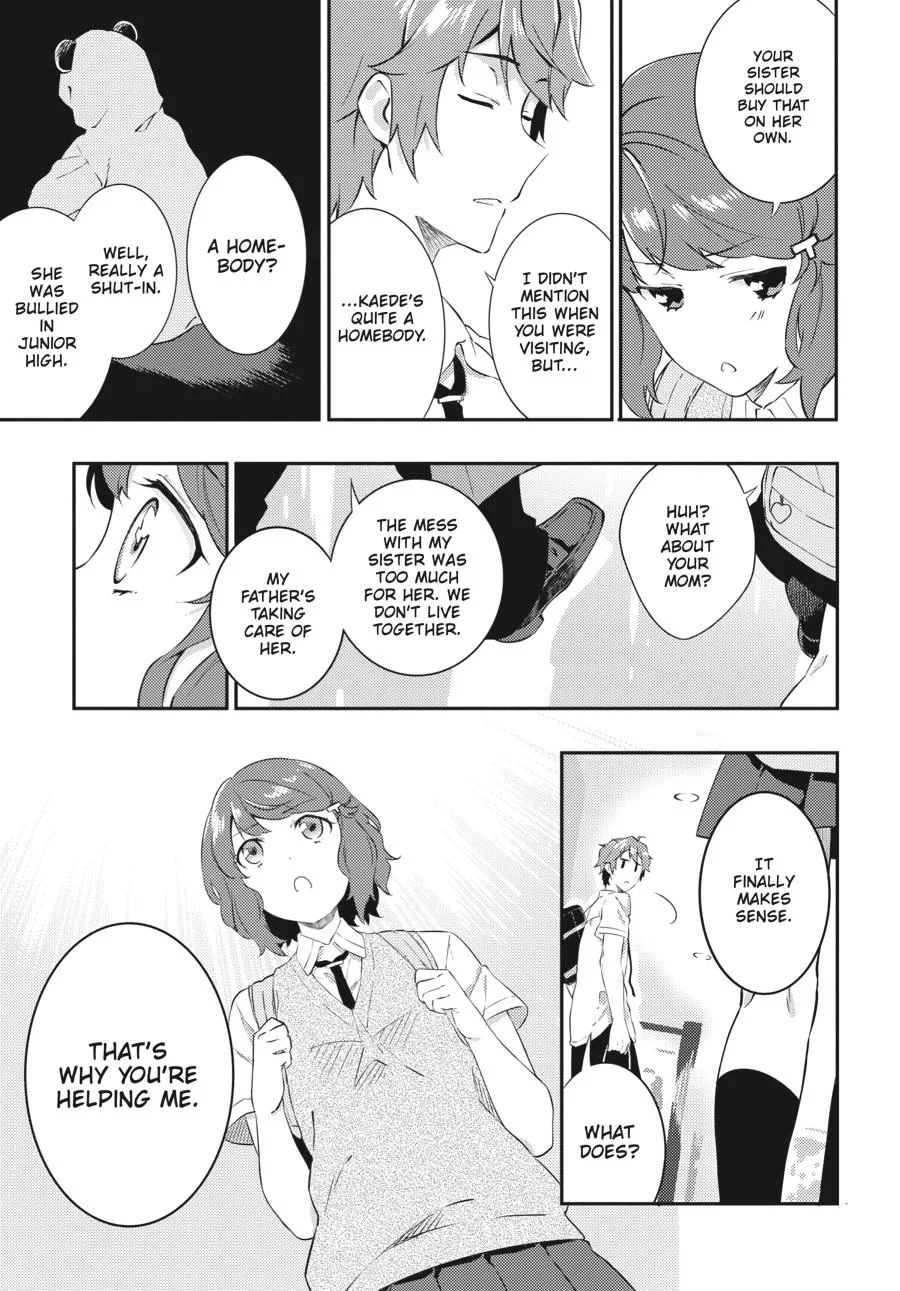 YOUR
SISTER
SHOULD
BUY THAT
ON HER
OWN.
I DIDN'T
MENTION
THIS WHEN
YOU WERE
VISITING,
BUT...
...KAEDE'S
QUITE A
HOMEBODY.
A HOME-
BODY?
WELL,
REALLY A
SHUT-IN.
SHE
WAS
BULLIED IN
JUNIOR
HIGH.
HUH?
WHAT
ABOUT
YOUR
MOM?
THE MESS
WITH MY
SISTER WAS
TOO MUCH
FOR HER. WE
DON'T LIVE
TOGETHER.
MY
FATHER'S
TAKING
CARE OF
HER.
IT
FINALLY
MAKES
SENSE.
WHAT
DOES?
THAT'S
WHY YOU'RE
HELPING ME.